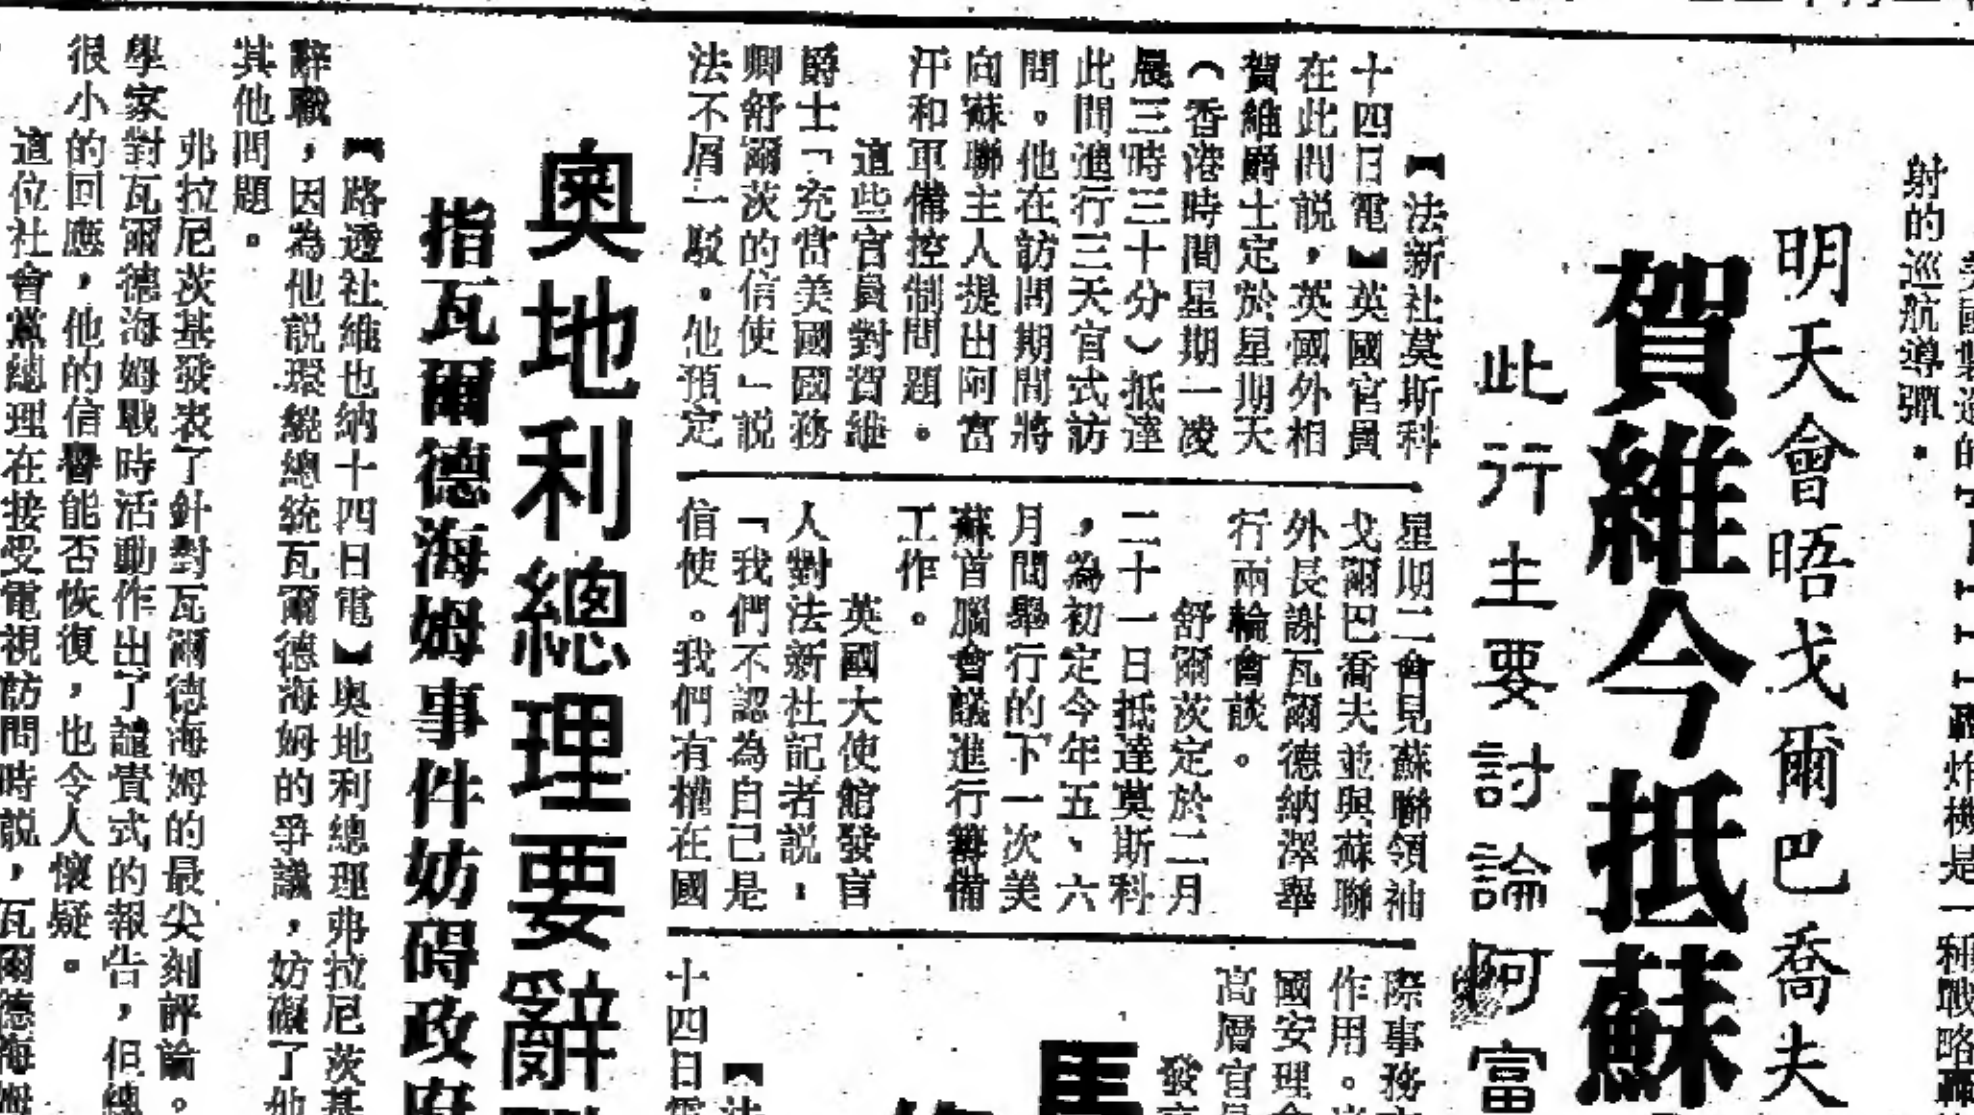 射的巡航導彈。
明天會晤戈爾巴喬夫
賀維今抵蘇
此行主要討論阿富
【法新社莫斯科
十四日電】英國官員
在此間説，英國外相
賀維爵士定於星期天
（香港時間星期一凌
晨三時三十分）抵達
此間進行三天官式訪
問。他在訪問期間將
向蘇聯主人提出阿富
汗和軍備控制問題。
這些官員對賀維
爵士「充當美國國務
卿舒爾茨的信使」説
法不屑一駁。他預定
星期二會見蘇聯領袖
戈爾巴喬夫並與蘇聯
外長謝瓦爾德納澤舉
行兩輪會談。
舒爾茨定於二月
二十一日抵達莫斯科
，為初定今年五、六
月間舉行的下一次美
蘇首腦會議進行籌備
工作。
英國大使館發言
人對法新社記者説，
「我們不認為自己是
信使。我們有權在國
際事務
作用。
國安理
高層官
發
十四日
奧地利總理要辭
指瓦爾德海姆事件妨碍政
【路透社維也納十四日電】奧地利總理弗拉尼茨基
辭職，因為他説環繞總統瓦爾德海姆的爭議，妨礙了他
其他問題。
弗拉尼茨基發表了針對瓦爾德海姆的最尖刻評論。
學家對瓦爾德海姆戰時活動作出了譴責式的報告，但總
很小的回應，他的信譽能否恢復，也令人懷疑。
這位社會黨總理在接受電視訪問時説，瓦爾德海姆